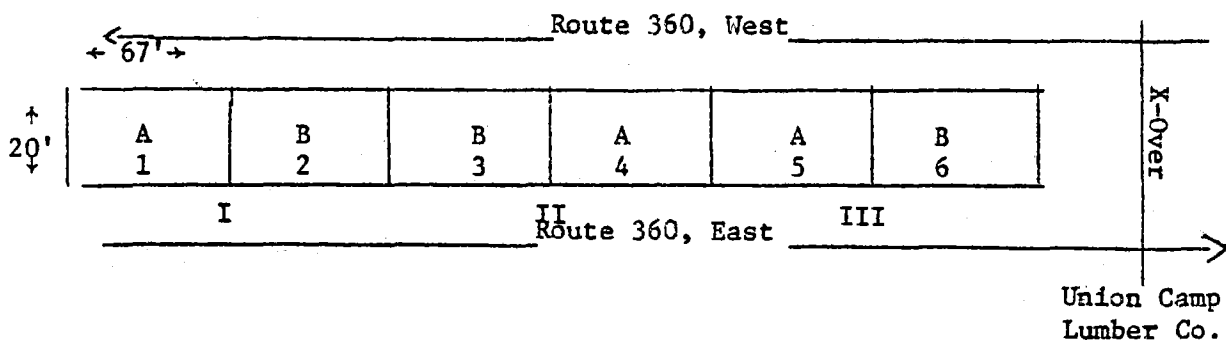 Route 360, West
67'
20'
A B B A A B
1 2 3 4 5 6
I II III
Route 360, East
X-Over
Union Camp
Lumber Co.